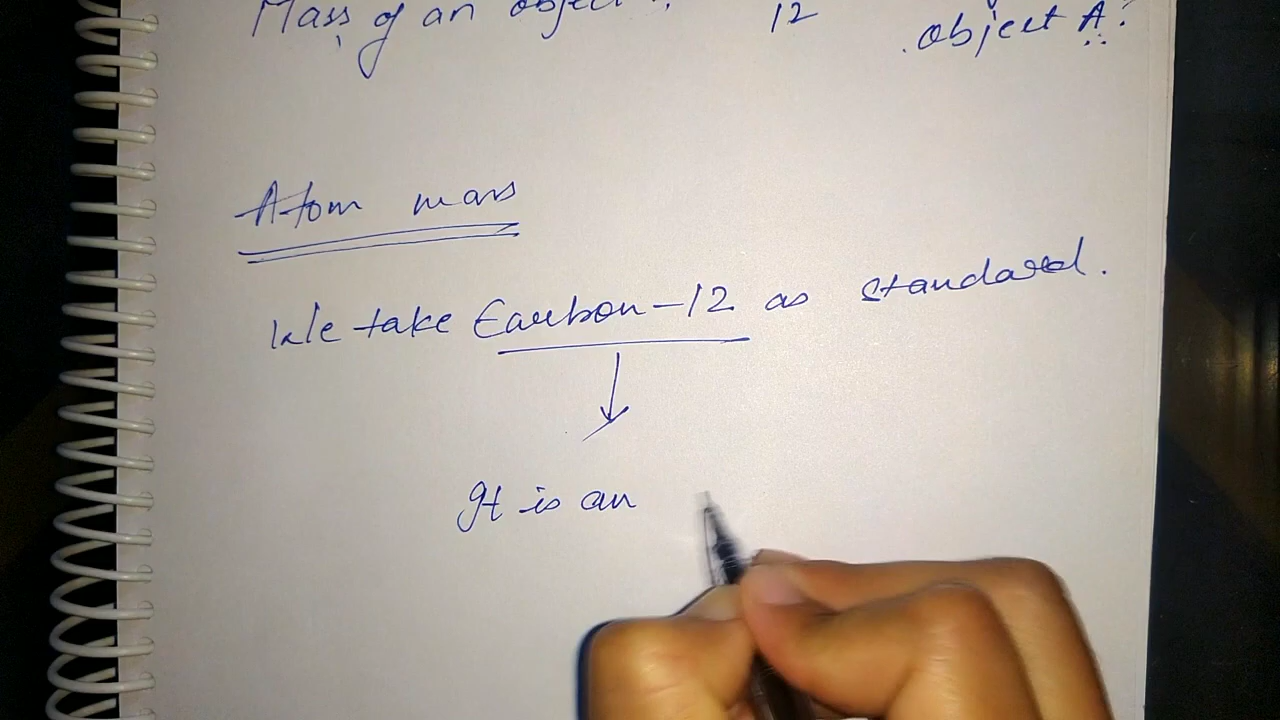 Mass of an object 12
object A.
Atom mass
We take Carbon-12 as standard.
It is an